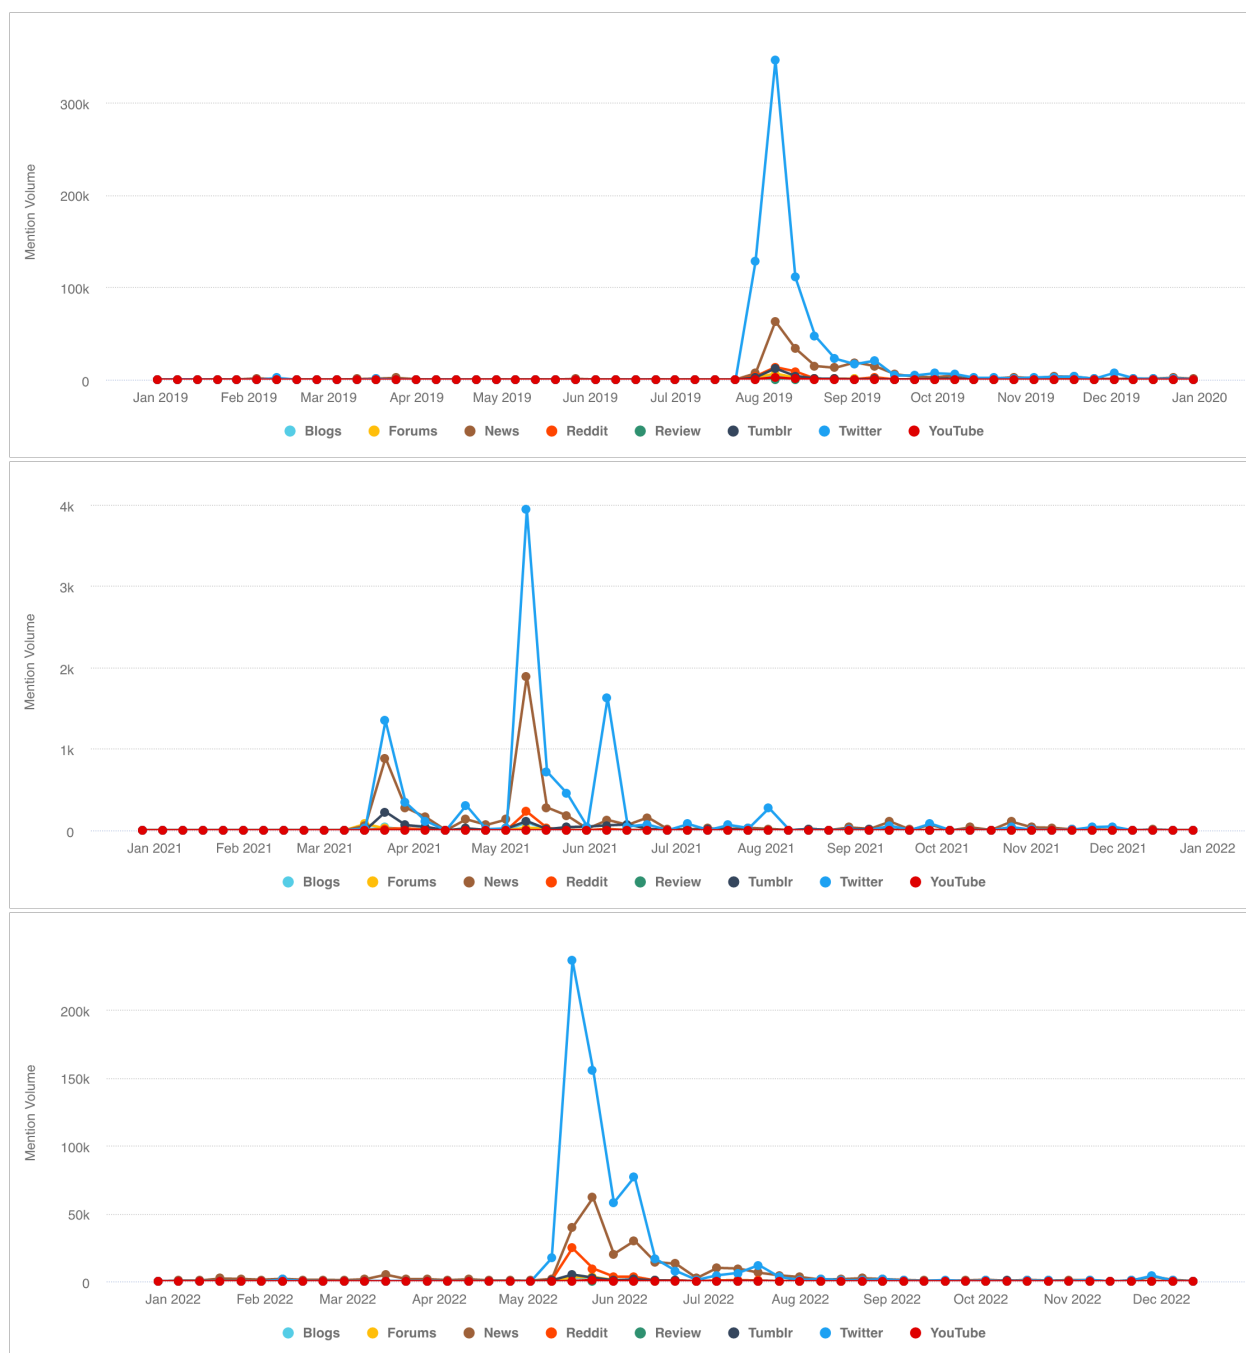 300k
200k
100k
0
Mention Volume
Jan 2019 Feb 2019 Mar 2019 Apr 2019 May 2019 Jun 2019 Jul 2019 Aug 2019 Sep 2019 Oct 2019 Nov 2019 Dec 2019 Jan 2020
Blogs Forums News Reddit Review Tumblr Twitter YouTube
4k
3k
2k
1k
0
Mention Volume
Jan 2021 Feb 2021 Mar 2021 Apr 2021 May 2021 Jun 2021 Jul 2021 Aug 2021 Sep 2021 Oct 2021 Nov 2021 Dec 2021 Jan 2022
Blogs Forums News Reddit Review Tumblr Twitter YouTube
200k
150k
100k
50k
0
Mention Volume
Jan 2022 Feb 2022 Mar 2022 Apr 2022 May 2022 Jun 2022 Jul 2022 Aug 2022 Sep 2022 Oct 2022 Nov 2022 Dec 2022
Blogs Forums News Reddit Review Tumblr Twitter YouTube